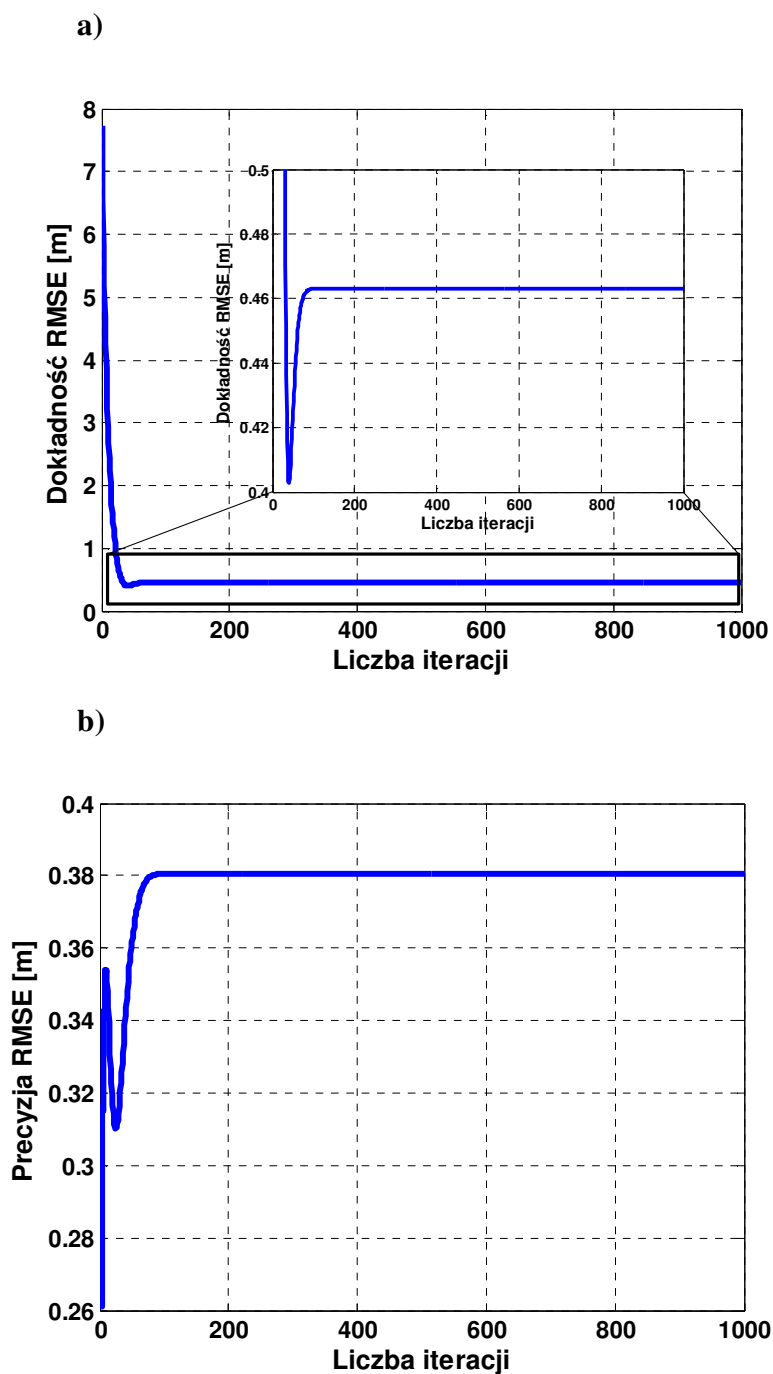 a)
8
7
6
5
4
3
2
1
0
Dokładność RMSE [m]
0.5
0.48
0.46
0.44
0.42
0.4
Dokładność RMSE [m]
0 200 400 600 800 1000
Liczba iteracji
0 200 400 600 800 1000
Liczba iteracji
b)
0.4
0.38
0.36
0.34
0.32
0.3
0.28
0.26
Precyzja RMSE [m]
0 200 400 600 800 1000
Liczba iteracji